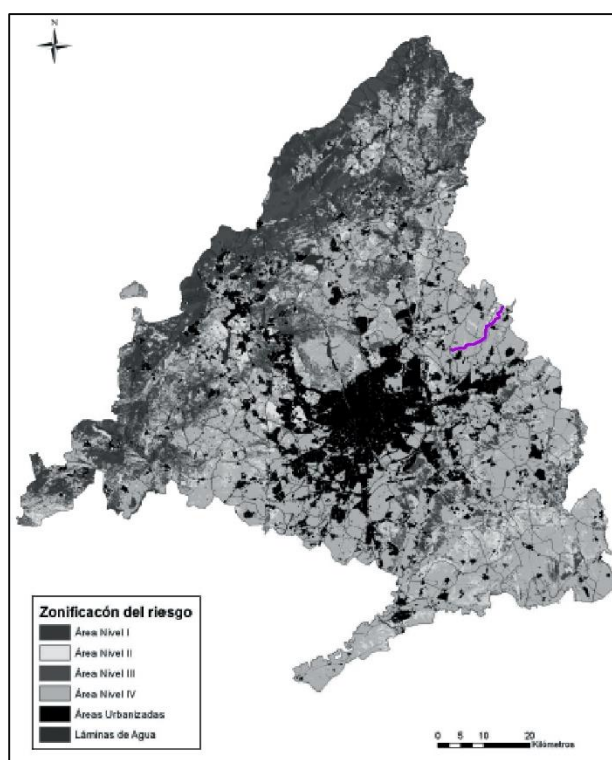 N
Zonificacón del riesgo
Área Nivel I
Área Nivel II
Área Nivel III
Área Nivel IV
Áreas Urbanizadas
Láminas de Agua
0 5 10 20
Kilómetros